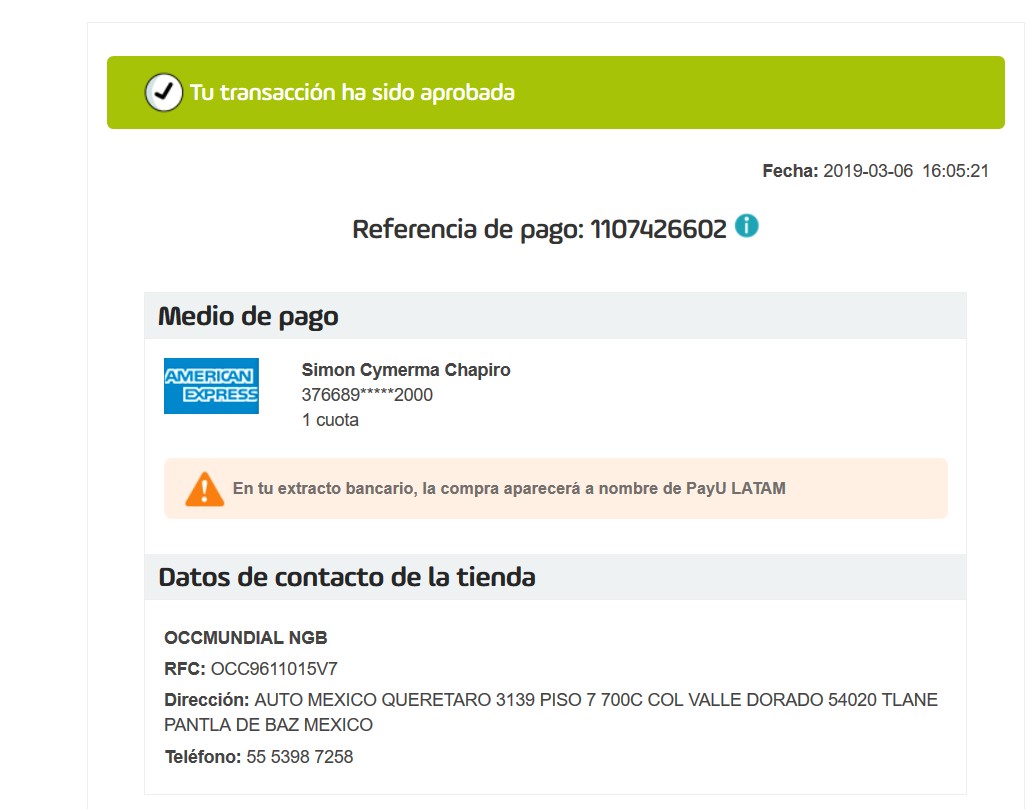 Tu transacción ha sido aprobada
Fecha: 2019-03-06 16:05:21
Referencia de pago: 1107426602
i
Medio de pago
AMERICAN
EXPRESS
Simon Cymerma Chapiro
376689*****2000
1 cuota
En tu extracto bancario, la compra aparecerá a nombre de PayU LATAM
Datos de contacto de la tienda
OCCMUNDIAL NGB
RFC: OCC9611015V7
Dirección: AUTO MEXICO QUERETARO 3139 PISO 7 700C COL VALLE DORADO 54020 TLANE
PANTLA DE BAZ MEXICO
Teléfono: 55 5398 7258